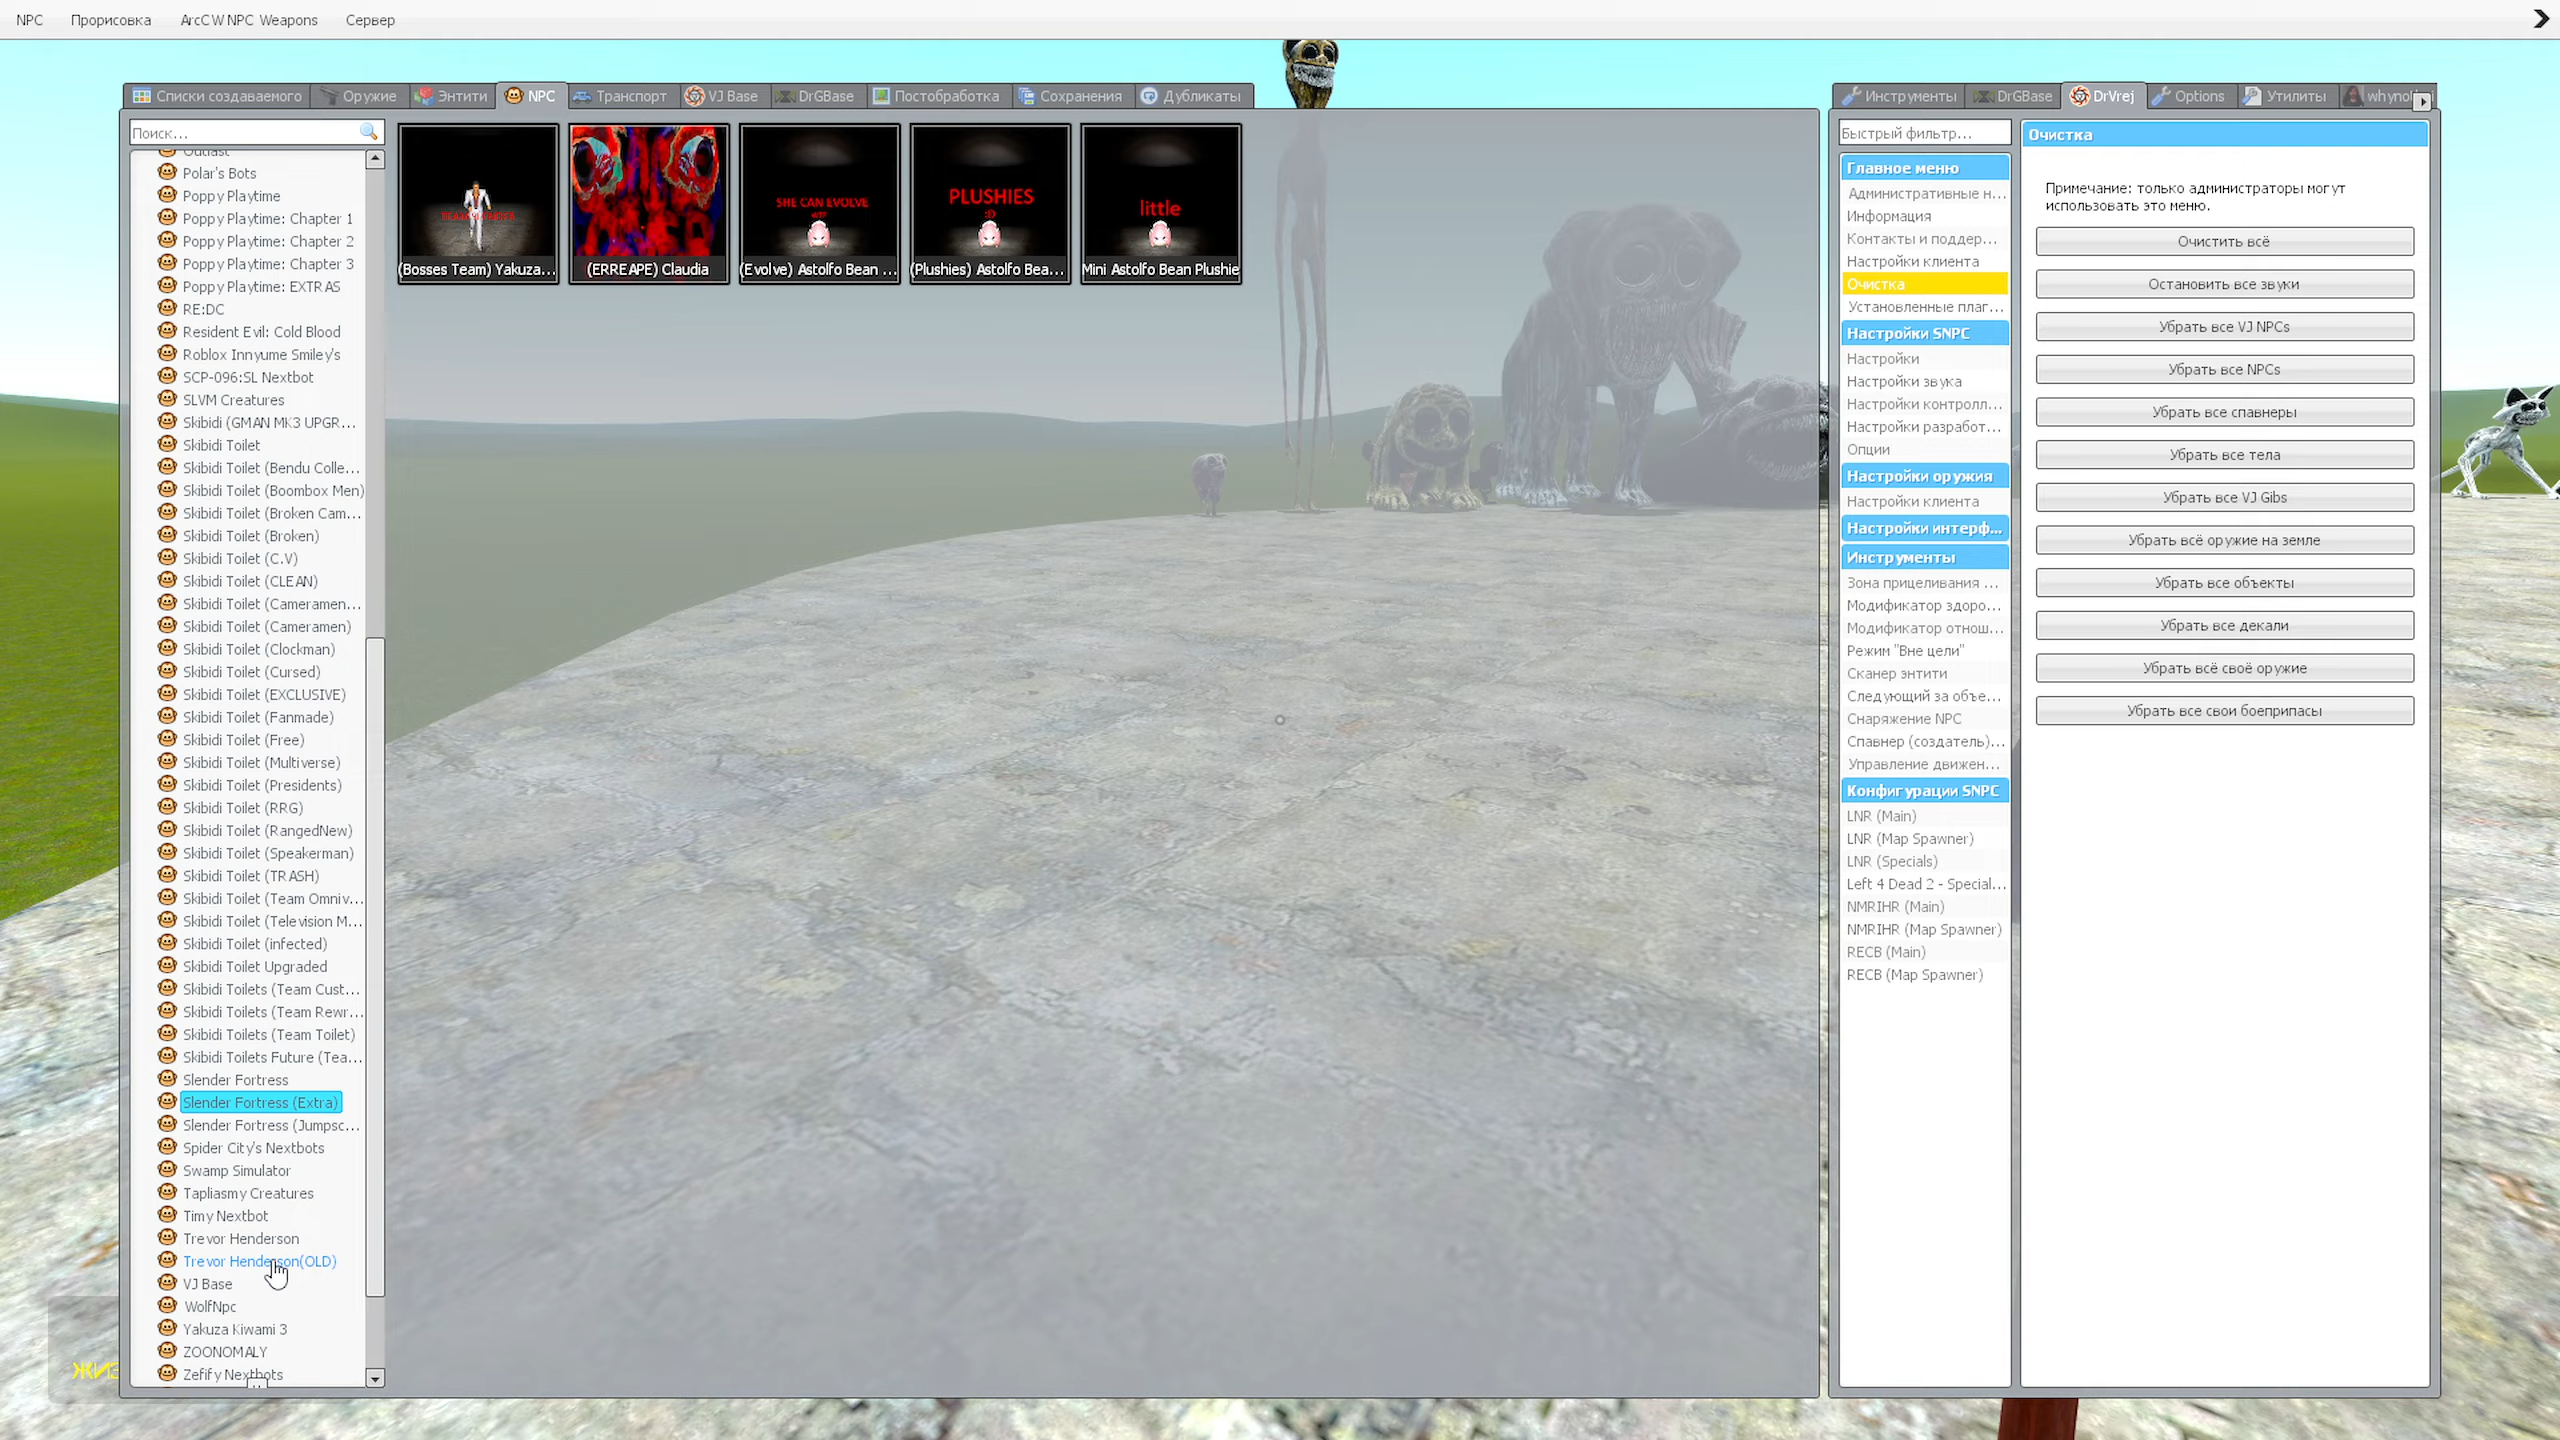 NPC Прорисовка ArcCW NPC Weapons Сервер
Списки создаваемого Оружие Энтити NPC Транспорт VJ Base DrGBase Постобработка Сохранения Дубликаты
Поиск...
Outlast
Polar's Bots
Poppy Playtime
Poppy Playtime: Chapter 1
Poppy Playtime: Chapter 2
Poppy Playtime: Chapter 3
Poppy Playtime: EXTRAS
RE:DC
Resident Evil: Cold Blood
Roblox Innyume Smiley's
SCP-096:SL Nextbot
SLVM Creatures
Skibidi (GMAN MK3 UPGR...
Skibidi Toilet
Skibidi Toilet (Bendu Colle...
Skibidi Toilet (Boombox Men)
Skibidi Toilet (Broken Cam...
Skibidi Toilet (Broken)
Skibidi Toilet (C.V)
Skibidi Toilet (CLEAN)
Skibidi Toilet (Cameramen...
Skibidi Toilet (Cameramen)
Skibidi Toilet (Clockman)
Skibidi Toilet (Cursed)
Skibidi Toilet (EXCLUSIVE)
Skibidi Toilet (Fanmade)
Skibidi Toilet (Free)
Skibidi Toilet (Multiverse)
Skibidi Toilet (Presidents)
Skibidi Toilet (RRG)
Skibidi Toilet (RangedNew)
Skibidi Toilet (Speakerman)
Skibidi Toilet (TRASH)
Skibidi Toilet (Team Omniv...
Skibidi Toilet (Television M...
Skibidi Toilet (infected)
Skibidi Toilet Upgraded
Skibidi Toilets (Team Cust...
Skibidi Toilets (Team Rewr...
Skibidi Toilets (Team Toilet)
Skibidi Toilets Future (Tea...
Slender Fortress
Slender Fortress (Extra)
Slender Fortress (Jumpsc...
Spider City's Nextbots
Swamp Simulator
Tapliasmy Creatures
Timy Nextbot
Trevor Henderson
Trevor Henderson(OLD)
VJ Base
WolfNpc
Yakuza Kiwami 3
ZOONOMALY
Zefify Nextbots
SHE CAN EVOLVE
PLUSHIES
little
(Bosses Team) Yakuza... (ERREAPE) Claudia (Evolve) Astolfo Bean ... (Plushies) Astolfo Bea... Mini Astolfo Bean Plushie
Инструменты DrGBase DrVrej Options Утилиты
Быстрый фильтр...
Главное меню
Административные н...
Информация
Контакты и поддер...
Настройки клиента
Очистка
Установленные плаг...
Настройки SNPC
Настройки
Настройки звука
Настройки контролл...
Настройки разработ...
Опции
Настройки оружия
Настройки клиента
Настройки интерф...
Инструменты
Зона прицеливания ...
Модификатор здоро...
Модификатор отнош...
Режим "Вне цели"
Сканер энтити
Следующий за объе...
Снаряжение NPC
Спавнер (создатель)...
Управление движен...
Конфигурации SNPC
LNR (Main)
LNR (Map Spawner)
LNR (Specials)
Left 4 Dead 2 - Special...
NMRIHR (Main)
NMRIHR (Map Spawner)
RECB (Main)
RECB (Map Spawner)
Очистка
Примечание: только администраторы могут
использовать это меню.
Очистить всё
Остановить все звуки
Убрать все VJ NPCs
Убрать все NPCs
Убрать все спавнеры
Убрать все тела
Убрать все VJ Gibs
Убрать всё оружие на земле
Убрать все объекты
Убрать все декали
Убрать всё своё оружие
Убрать все свои боеприпасы